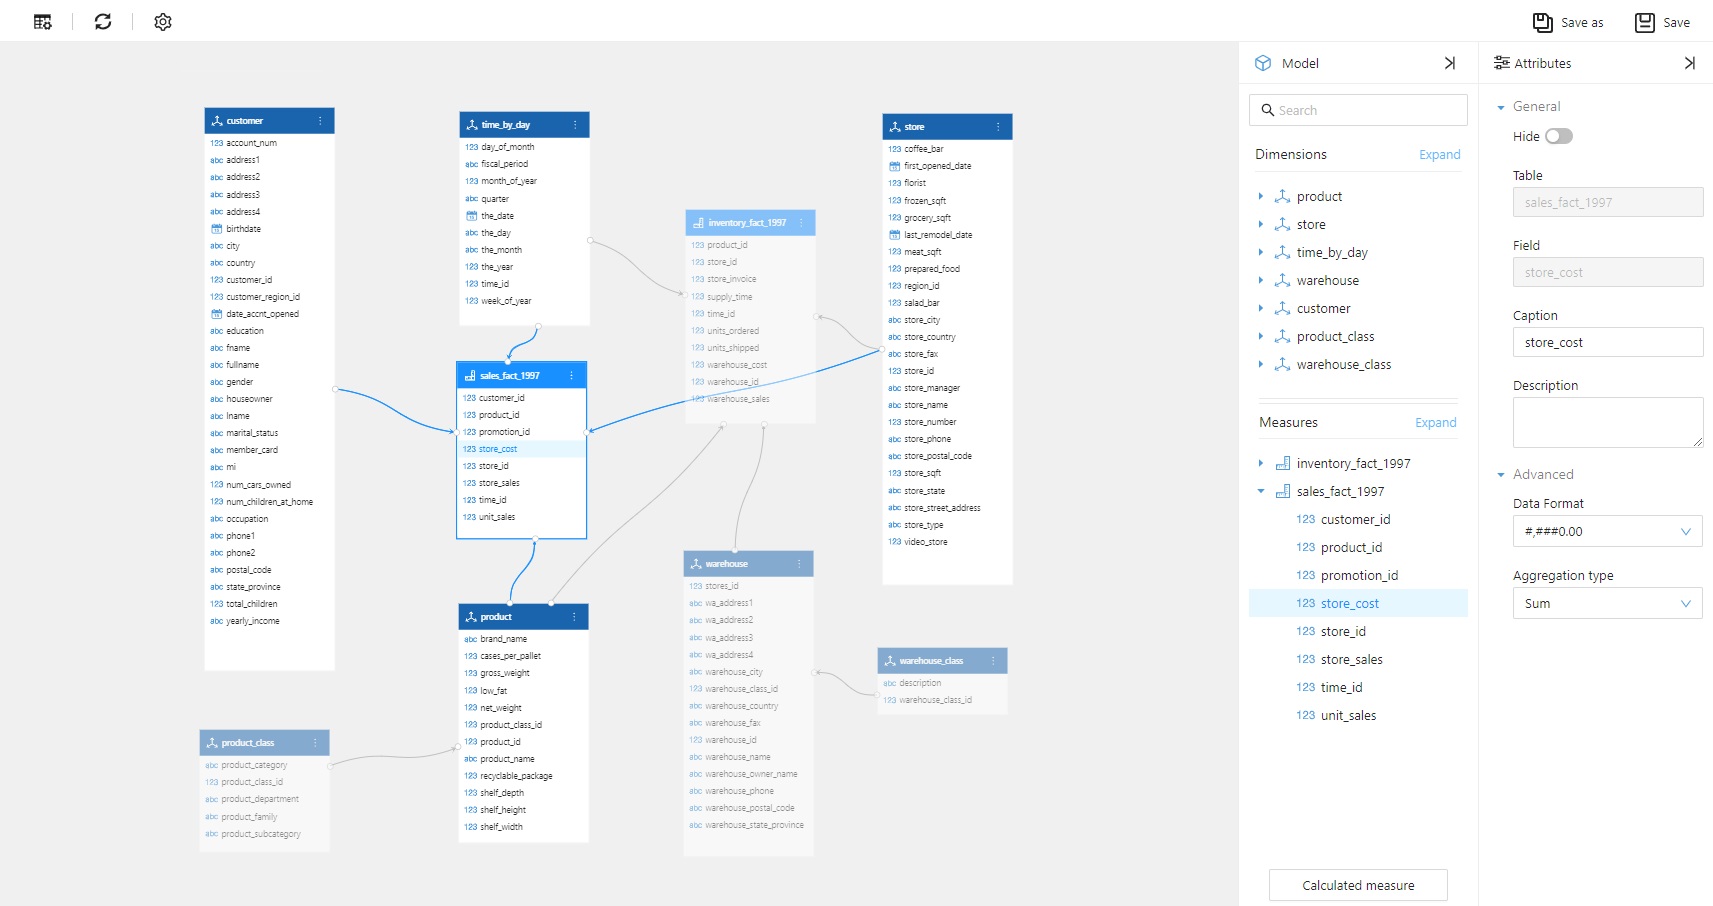 Save as
Save
customer
123 account_num
abc address1
abc address2
abc address3
abc address4
birthdate
abc city
abc country
123 customer_id
123 customer_region_id
date_accnt_opened
abc education
abc fname
abc fullname
abc gender
abc houseowner
abc lname
abc marital_status
abc member_card
abc mi
123 num_cars_owned
123 num_children_at_home
abc occupation
abc phone1
abc phone2
abc postal_code
abc state_province
123 total_children
abc yearly_income
time_by_day
123 day_of_month
abc fiscal_period
123 month_of_year
abc quarter
the_date
abc the_day
abc the_month
123 the_year
123 time_id
123 week_of_year
sales_fact_1997
123 customer_id
123 product_id
123 promotion_id
123 store_cost
123 store_id
123 store_sales
123 time_id
123 unit_sales
product
abc brand_name
123 cases_per_pallet
123 gross_weight
123 low_fat
123 net_weight
123 product_class_id
123 product_id
abc product_name
123 recyclable_package
123 shelf_depth
123 shelf_height
123 shelf_width
product_class
abc product_category
123 product_class_id
abc product_department
abc product_family
abc product_subcategory
inventory_fact_1997
123 product_id
123 store_id
123 store_invoice
123 supply_time
123 time_id
123 units_ordered
123 units_shipped
123 warehouse_cost
123 warehouse_id
123 warehouse_sales
warehouse
123 stores_id
abc wa_address1
abc wa_address2
abc wa_address3
abc wa_address4
abc warehouse_city
123 warehouse_class_id
abc warehouse_country
abc warehouse_fax
123 warehouse_id
abc warehouse_name
abc warehouse_owner_name
abc warehouse_phone
abc warehouse_postal_code
abc warehouse_state_province
store
123 coffee_bar
first_opened_date
123 florist
123 frozen_sqft
123 grocery_sqft
last_remodel_date
123 meat_sqft
123 prepared_food
123 region_id
123 salad_bar
abc store_city
abc store_country
abc store_fax
123 store_id
abc store_manager
abc store_name
123 store_number
abc store_phone
abc store_postal_code
123 store_sqft
abc store_state
abc store_street_address
abc store_type
123 video_store
warehouse_class
abc description
123 warehouse_class_id
Model
Search
Dimensions Expand
product
store
time_by_day
warehouse
customer
product_class
warehouse_class
Measures Expand
inventory_fact_1997
sales_fact_1997
123 customer_id
123 product_id
123 promotion_id
123 store_cost
123 store_id
123 store_sales
123 time_id
123 unit_sales
Calculated measure
Attributes
General
Hide
Table
sales_fact_1997
Field
store_cost
Caption
store_cost
Description
Advanced
Data Format
#,###0.00
Aggregation type
Sum